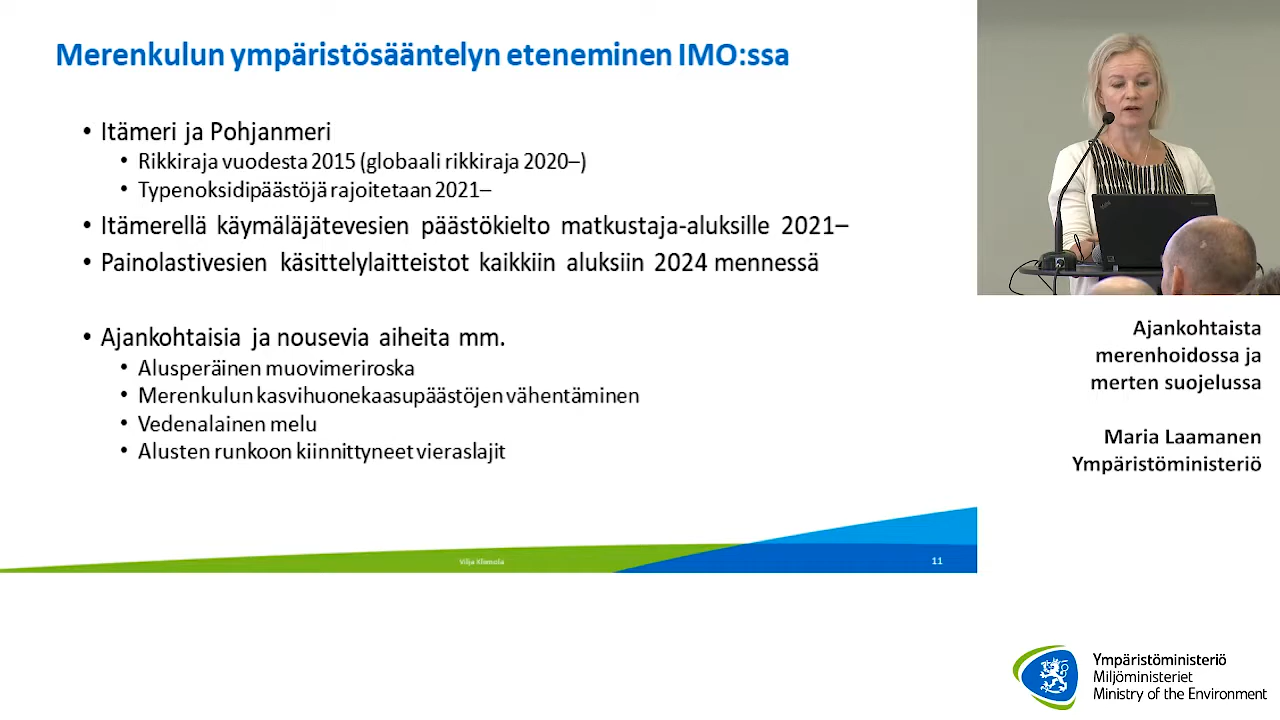 Merenkulun ympäristösääntelyn eteneminen IMO:ssa
• Itämeri ja Pohjanmeri
• Rikkiraja vuodesta 2015 (globaali rikkiraja 2020–)
• Typenoksidipäästöjä rajoitetaan 2021–
• Itämerellä käymäläjätevesien päästökielto matkustaja-aluksille 2021–
• Painolastivesien käsittelylaitteistot kaikkiin aluksiin 2024 mennessä
• Ajankohtaisia ja nousevia aiheita mm.
• Alusperäinen muovimeriroska
• Merenkulun kasvihuonekaasupäästöjen vähentäminen
• Vedenalainen melu
• Alusten runkoon kiinnittyneet vieraslajit
Vilja
11
Ajankohtaista
merenhoidossa ja
merten suojelussa
Maria Laamanen
Ympäristöministeriö
Ympäristöministeriö
Miljöministeriet
Ministry of the Environment